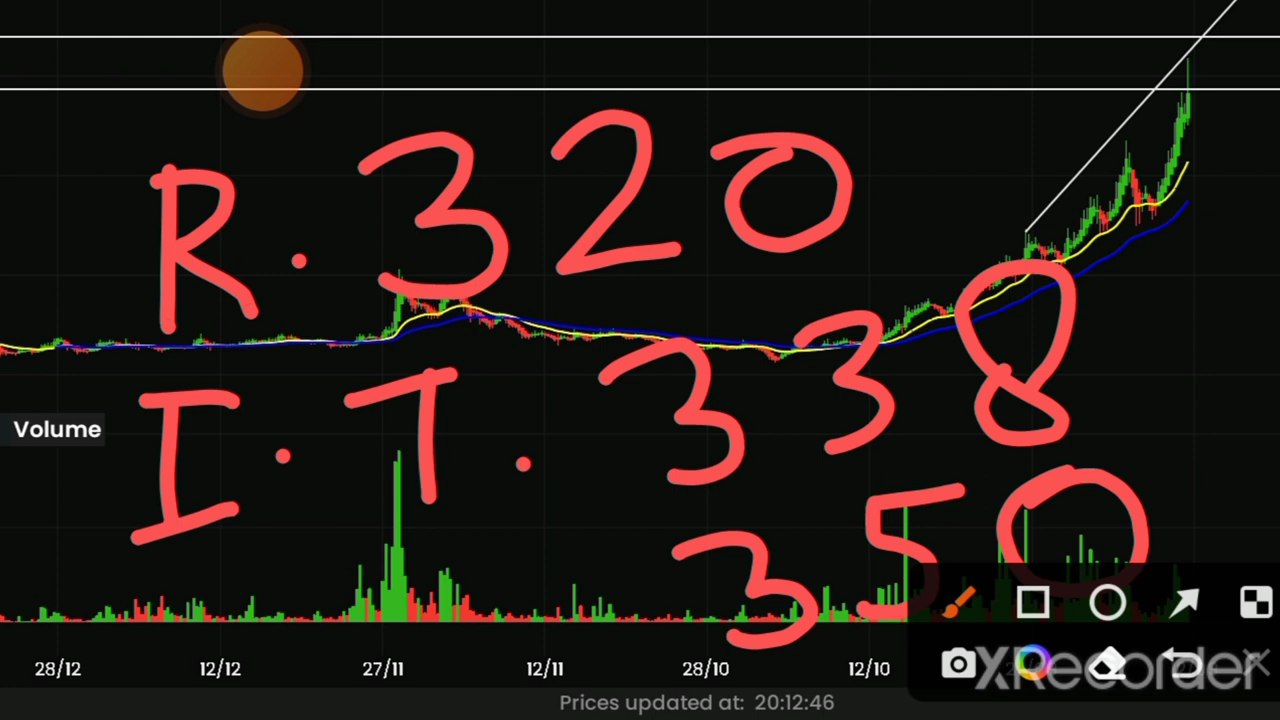 R. 320
I. T. 338
350
Volume
28/12 12/12 27/11 12/11 28/10 12/10
Prices updated at: 20:12:46
XRecorder